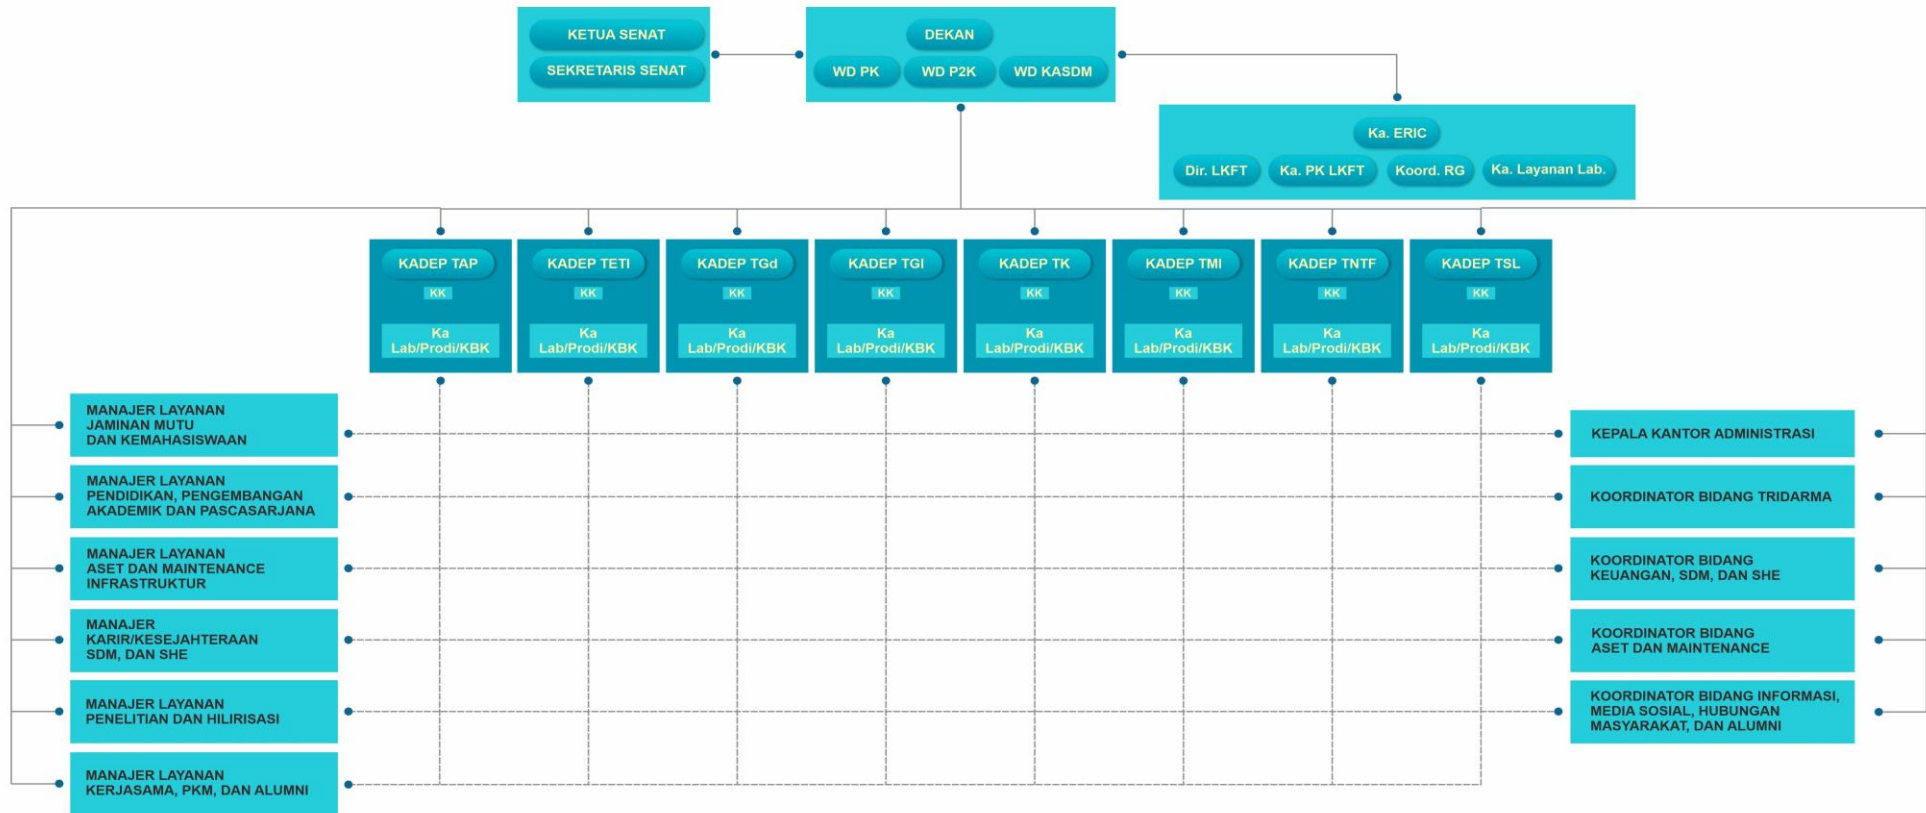 KETUA SENAT
SEKRETARIS SENAT
DEKAN
WD PK
WD P2K
WD KASDM
Ka. ERIC
Dir. LKFT
Ka. PK LKFT
Koord. RG
Ka. Layanan Lab.
KADEP TAP
KK
Ka
Lab/Prodi/KBK
KADEP TETI
KK
Ka
Lab/Prodi/KBK
KADEP TGd
KK
Ka
Lab/Prodi/KBK
KADEP TGI
KK
Ka
Lab/Prodi/KBK
KADEP TK
KK
Ka
Lab/Prodi/KBK
KADEP TMI
KK
Ka
Lab/Prodi/KBK
KADEP TNTF
KK
Ka
Lab/Prodi/KBK
KADEP TSL
KK
Ka
Lab/Prodi/KBK
MANAJER LAYANAN
JAMINAN MUTU
DAN KEMAHASISWAAN
MANAJER LAYANAN
PENDIDIKAN, PENGEMBANGAN
AKADEMIK DAN PASCASARJANA
MANAJER LAYANAN
ASET DAN MAINTENANCE
INFRASTRUKTUR
MANAJER
KARIR/KESEJAHTERAAN
SDM, DAN SHE
MANAJER LAYANAN
PENELITIAN DAN HILIRISASI
MANAJER LAYANAN
KERJASAMA, PKM, DAN ALUMNI
KEPALA KANTOR ADMINISTRASI
KOORDINATOR BIDANG TRIDARMA
KOORDINATOR BIDANG
KEUANGAN, SDM, DAN SHE
KOORDINATOR BIDANG
ASET DAN MAINTENANCE
KOORDINATOR BIDANG INFORMASI,
MEDIA SOSIAL, HUBUNGAN
MASYARAKAT, DAN ALUMNI